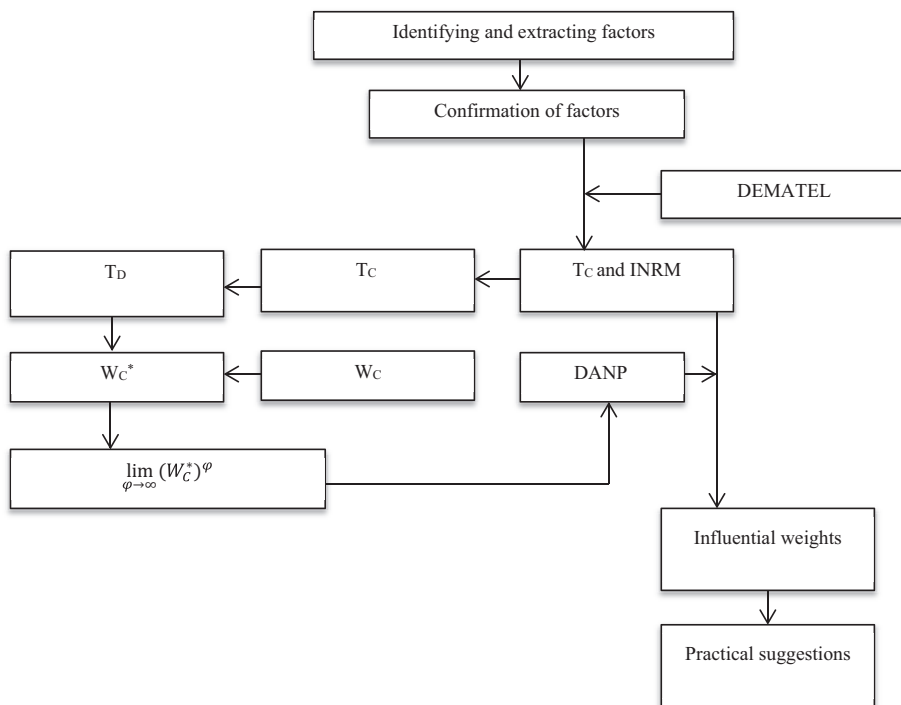 Identifying and extracting factors
Confirmation of factors
DEMATEL
T_D
T_C
T_C and INRM
W_C^*
W_C
DANP
lim_{φ→∞} (W_C^*)^φ
Influential weights
Practical suggestions